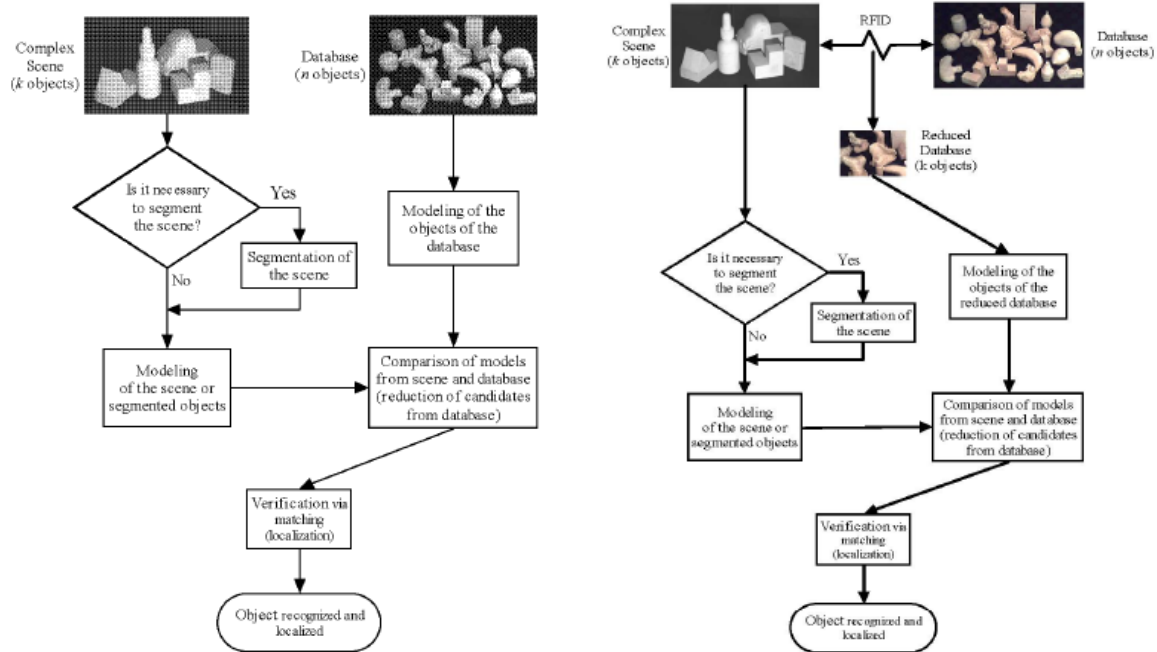 Complex
Scene
(k objects)
Database
(n objects)
Is it necessary
to segment
the scene?
Yes
No
Segmentation of
the scene
Modeling of the
objects of the
database
Modeling
of the scene or
segmented objects
Comparison of models
from scene and database
(reduction of candidates
from database)
Verification via
matching
(localization)
Object recognized and
localized
Complex
Scene
(k objects)
RFID
Database
(n objects)
Reduced
Database
(k objects)
Is it necessary
to segment
the scene?
Yes
No
Segmentation of
the scene
Modeling of the
objects of the
reduced database
Modeling
of the scene or
segmented objects
Comparison of models
from scene and database
(reduction of candidates
from database)
Verification via
matching
(localization)
Object recognized and
localized